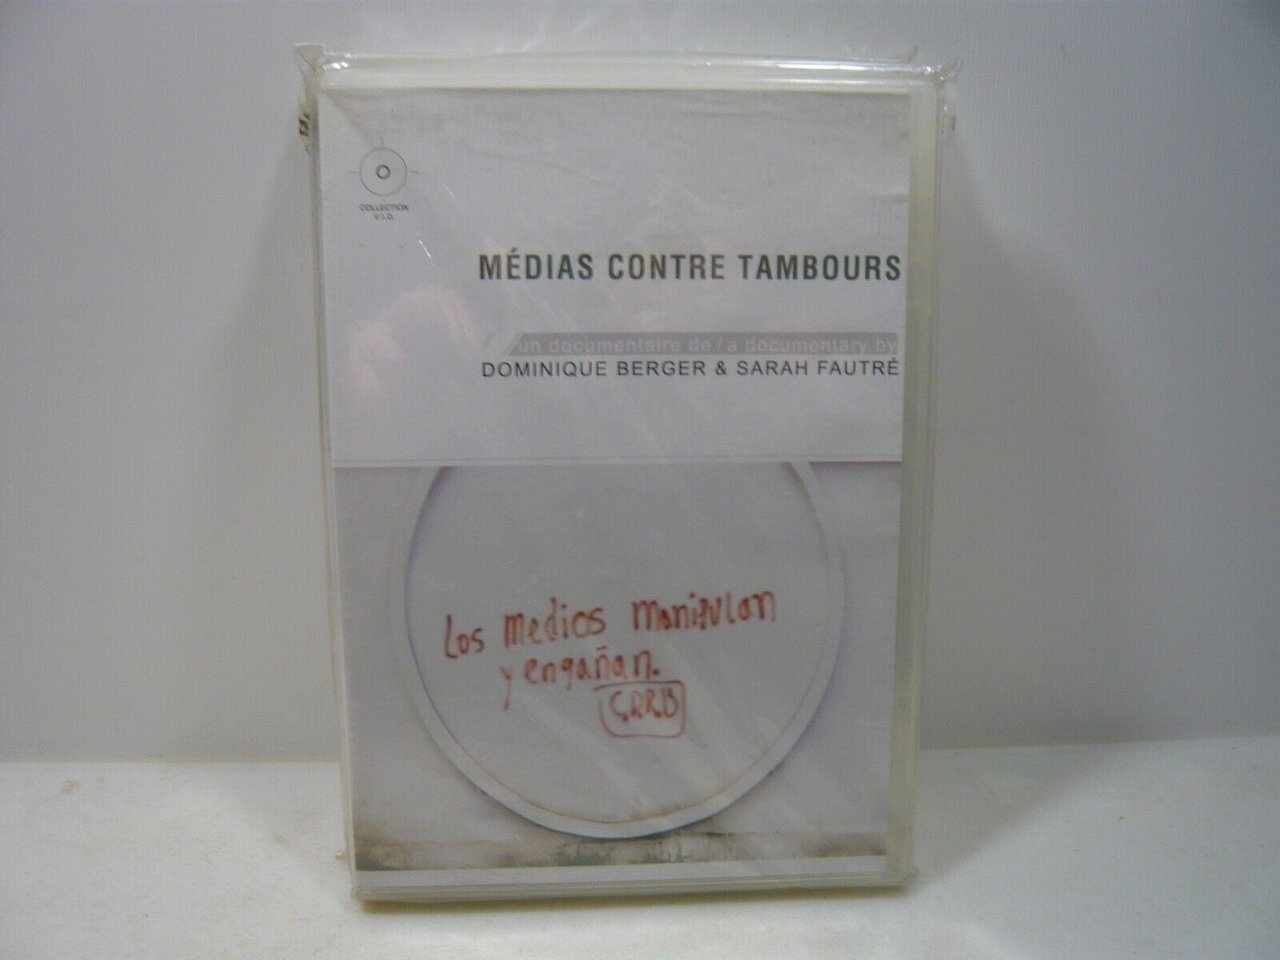 COLLECTION
V.I.D.
MÉDIAS CONTRE TAMBOURS
un documentaire de / a documentary by
DOMINIQUE BERGER & SARAH FAUTRÉ
Los medios manipulan
y engañan.